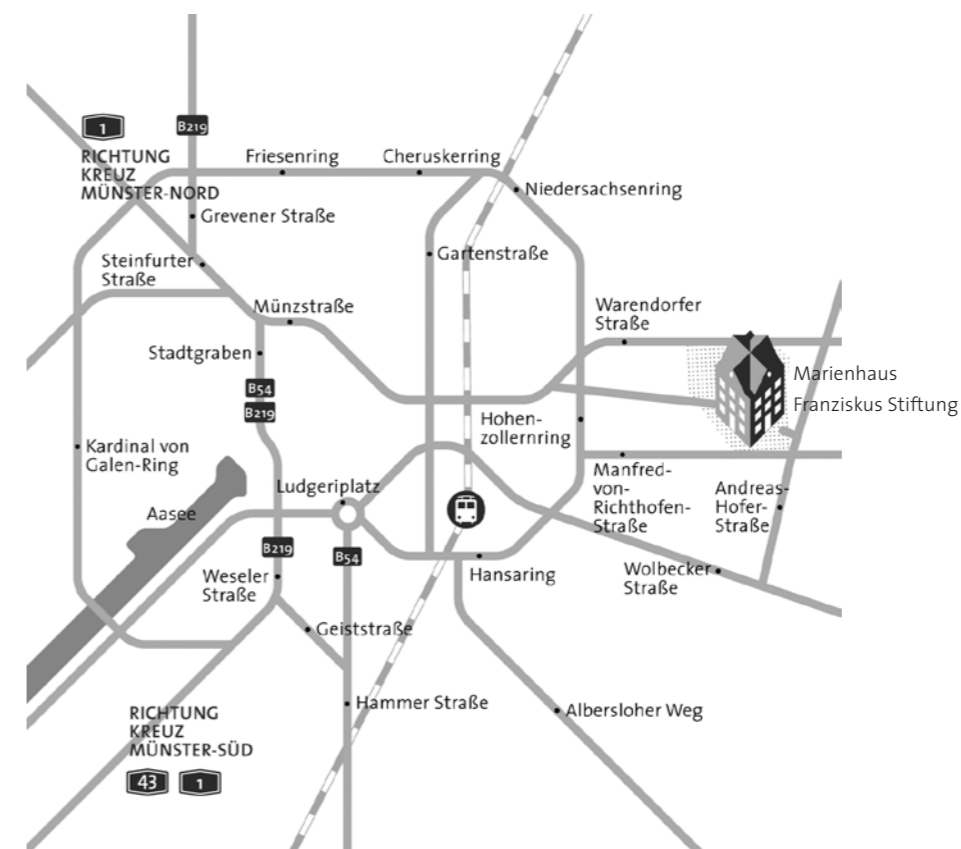 1
RICHTUNG
KREUZ
MÜNSTER-NORD
B219
Friesenring
Cheruskerring
Niedersachsenring
Grevener Straße
Steinfurter
Straße
Gartenstraße
Münzstraße
Warendorfer
Straße
Stadtgraben
B54
B219
Marienhaus
Franziskus Stiftung
Hohen-
zollernring
Kardinal von
Galen-Ring
Manfred-
von-
Richthofen-
Straße
Andreas-
Hofer-
Straße
Ludgeriplatz
Aasee
B219
B54
Hansaring
Wolbecker
Straße
Weseler
Straße
Geiststraße
Hammer Straße
Albersloher Weg
RICHTUNG
KREUZ
MÜNSTER-SÜD
43
1